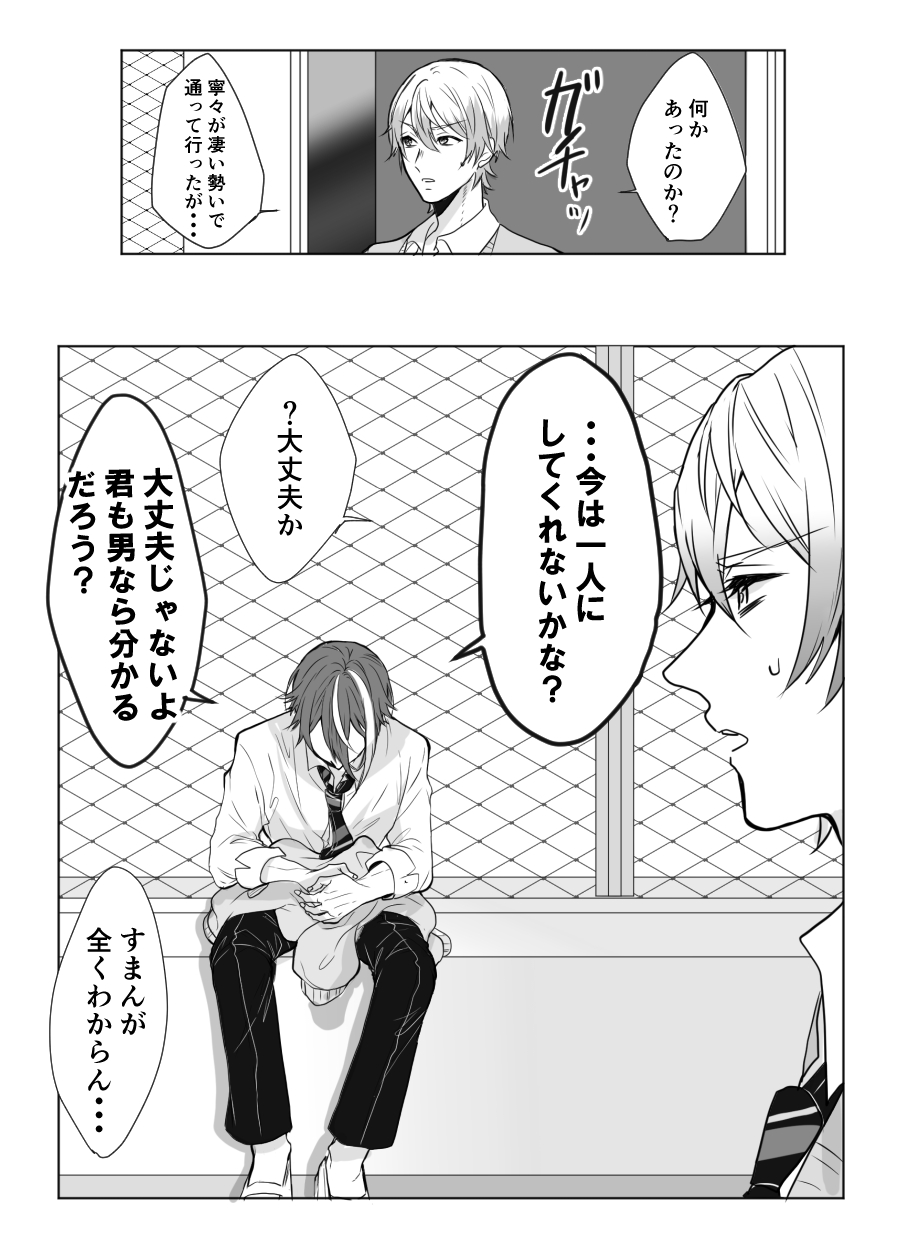 何か
あったのか？
ガチャッ
寧々が凄い勢いで
通って行ったが・・・
・・・今は一人に
してくれないかな？
？大丈夫か
大丈夫じゃないよ
君も男なら分かる
だろう？
すまんが
全くわからん・・・